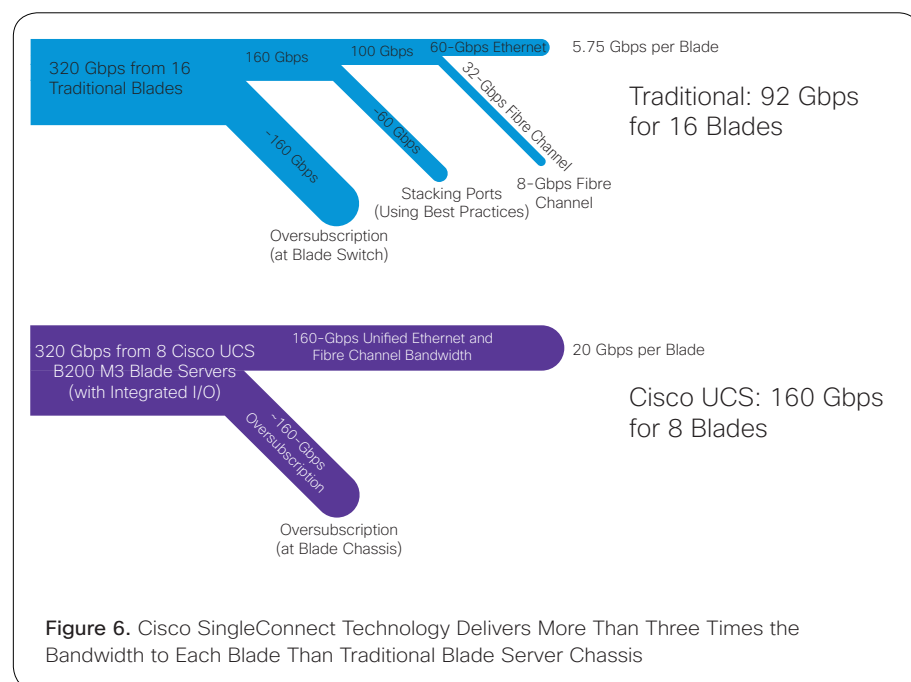 320 Gbps from 16
Traditional Blades
160 Gbps
100 Gbps
60-Gbps Ethernet
5.75 Gbps per Blade
~160 Gbps
~60 Gbps
32-Gbps Fibre Channel
Traditional: 92 Gbps
for 16 Blades
8-Gbps Fibre
Channel
Stacking Ports
(Using Best Practices)
Oversubscription
(at Blade Switch)
320 Gbps from 8 Cisco UCS
B200 M3 Blade Servers
(with Integrated I/O)
160-Gbps Unified Ethernet and
Fibre Channel Bandwidth
20 Gbps per Blade
~160-Gbps
Oversubscription
Cisco UCS: 160 Gbps
for 8 Blades
Oversubscription
(at Blade Chassis)
Figure 6. Cisco SingleConnect Technology Delivers More Than Three Times the
Bandwidth to Each Blade Than Traditional Blade Server Chassis